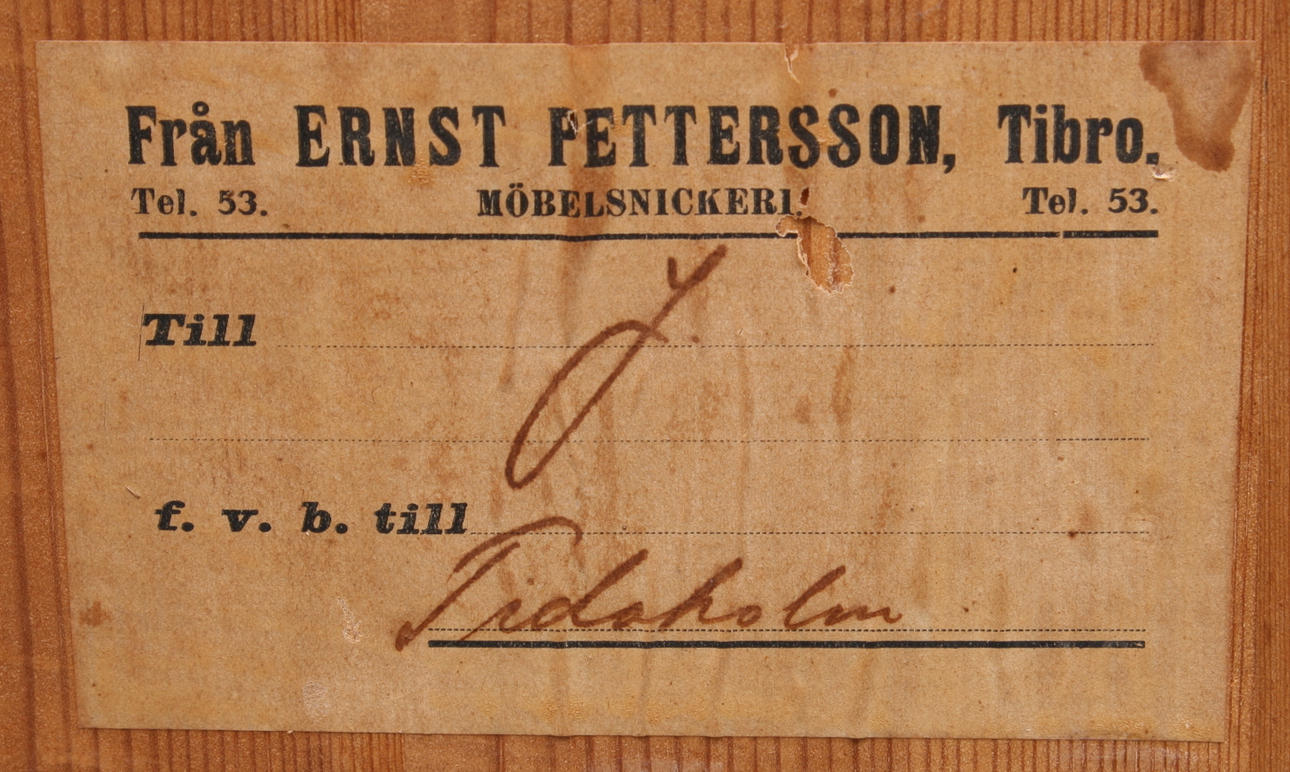 Från ERNST PETTERSSON, Tibro.
Tel. 53. MÖBELSNICKERI. Tel. 53.
Till
f. v. b. till
Tidaholm